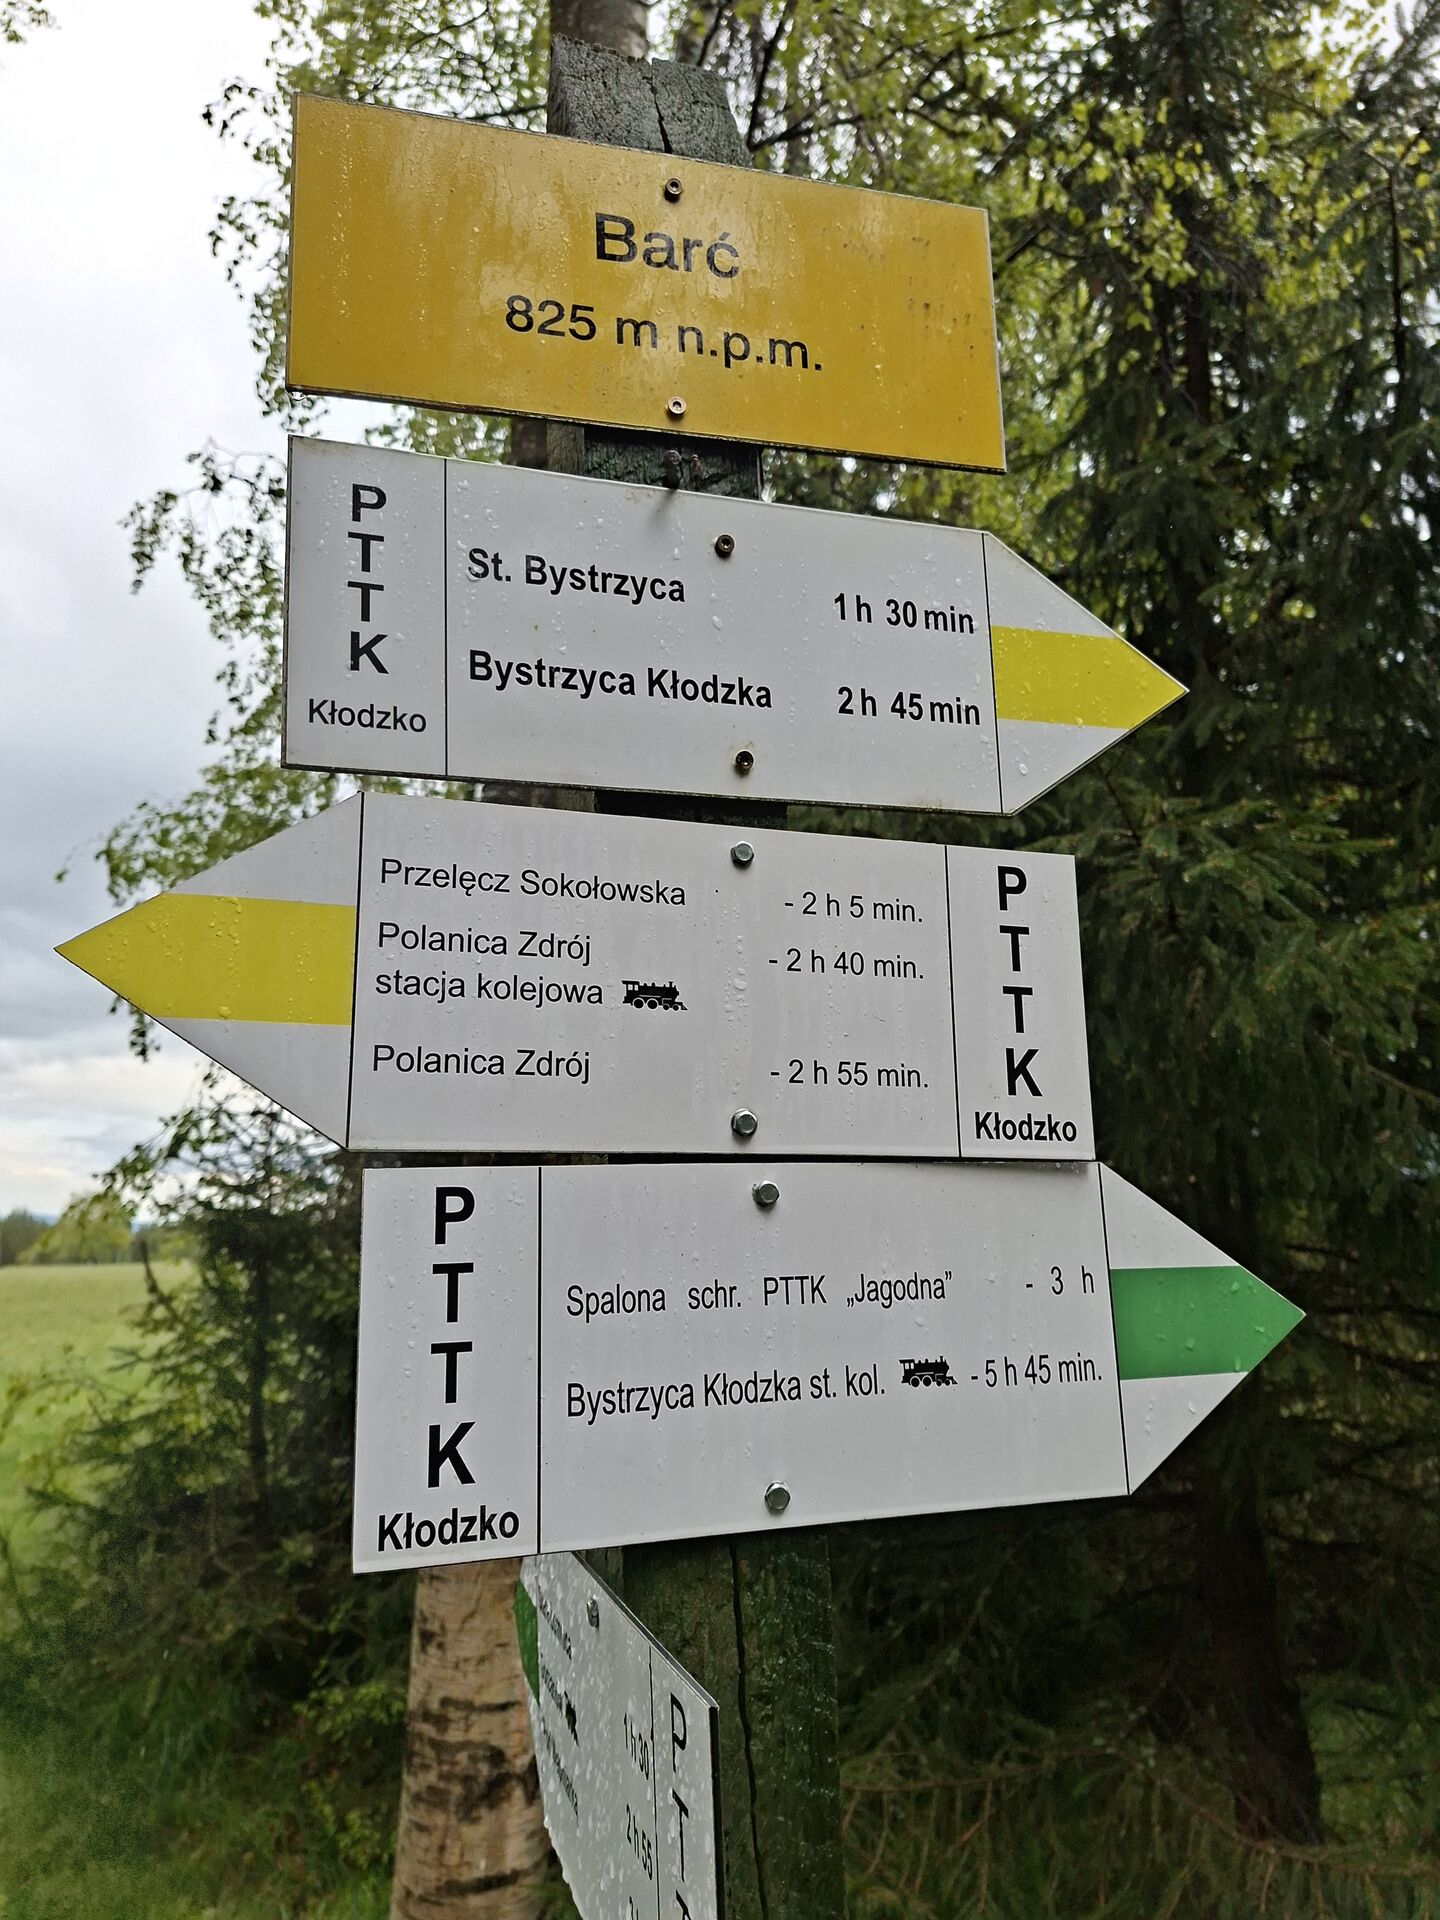 Barć
825 m n.p.m.
PTTK
Kłodzko
St. Bystrzyca 1 h 30 min
Bystrzyca Kłodzka 2 h 45 min
Przelęcz Sokołowska - 2 h 5 min.
Polanica Zdrój - 2 h 40 min.
stacja kolejowa
Polanica Zdrój - 2 h 55 min.
PTTK
Kłodzko
PTTK
Kłodzko
Spalona schr. PTTK „Jagodna” - 3 h
Bystrzyca Kłodzka st. kol. - 5 h 45 min.
1 h 30
2 h 55
PTT